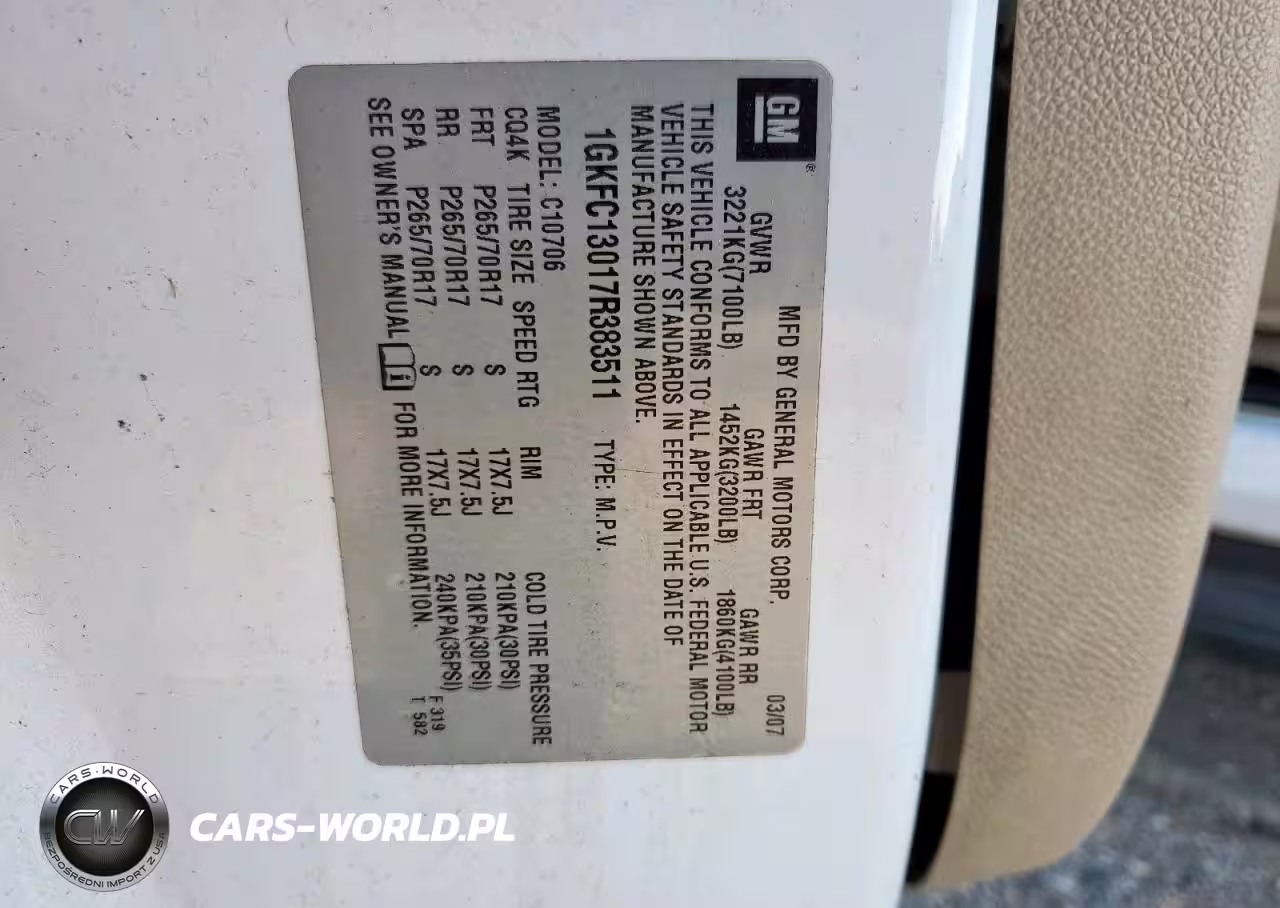 GM®
MFD BY GENERAL MOTORS CORP. 03/07
GVWR GAWR FRT GAWR RR
3221KG(7100LB) 1452KG(3200LB) 1860KG(4100LB)
THIS VEHICLE CONFORMS TO ALL APPLICABLE U.S. FEDERAL MOTOR
VEHICLE SAFETY STANDARDS IN EFFECT ON THE DATE OF
MANUFACTURE SHOWN ABOVE.
1GKFC13017R383511 TYPE: M.P.V.
MODEL: C10706
CQ4K TIRE SIZE SPEED RTG RIM COLD TIRE PRESSURE
FRT P265/70R17 S 17X7.5J 210KPA(30PSI)
RR P265/70R17 S 17X7.5J 210KPA(30PSI)
SPA P265/70R17 S 17X7.5J 240KPA(35PSI)
SEE OWNER'S MANUAL i FOR MORE INFORMATION.
F 319
T 582
CARS-WORLD
CW
BEZPOŚREDNI IMPORT Z USA
CARS-WORLD.PL